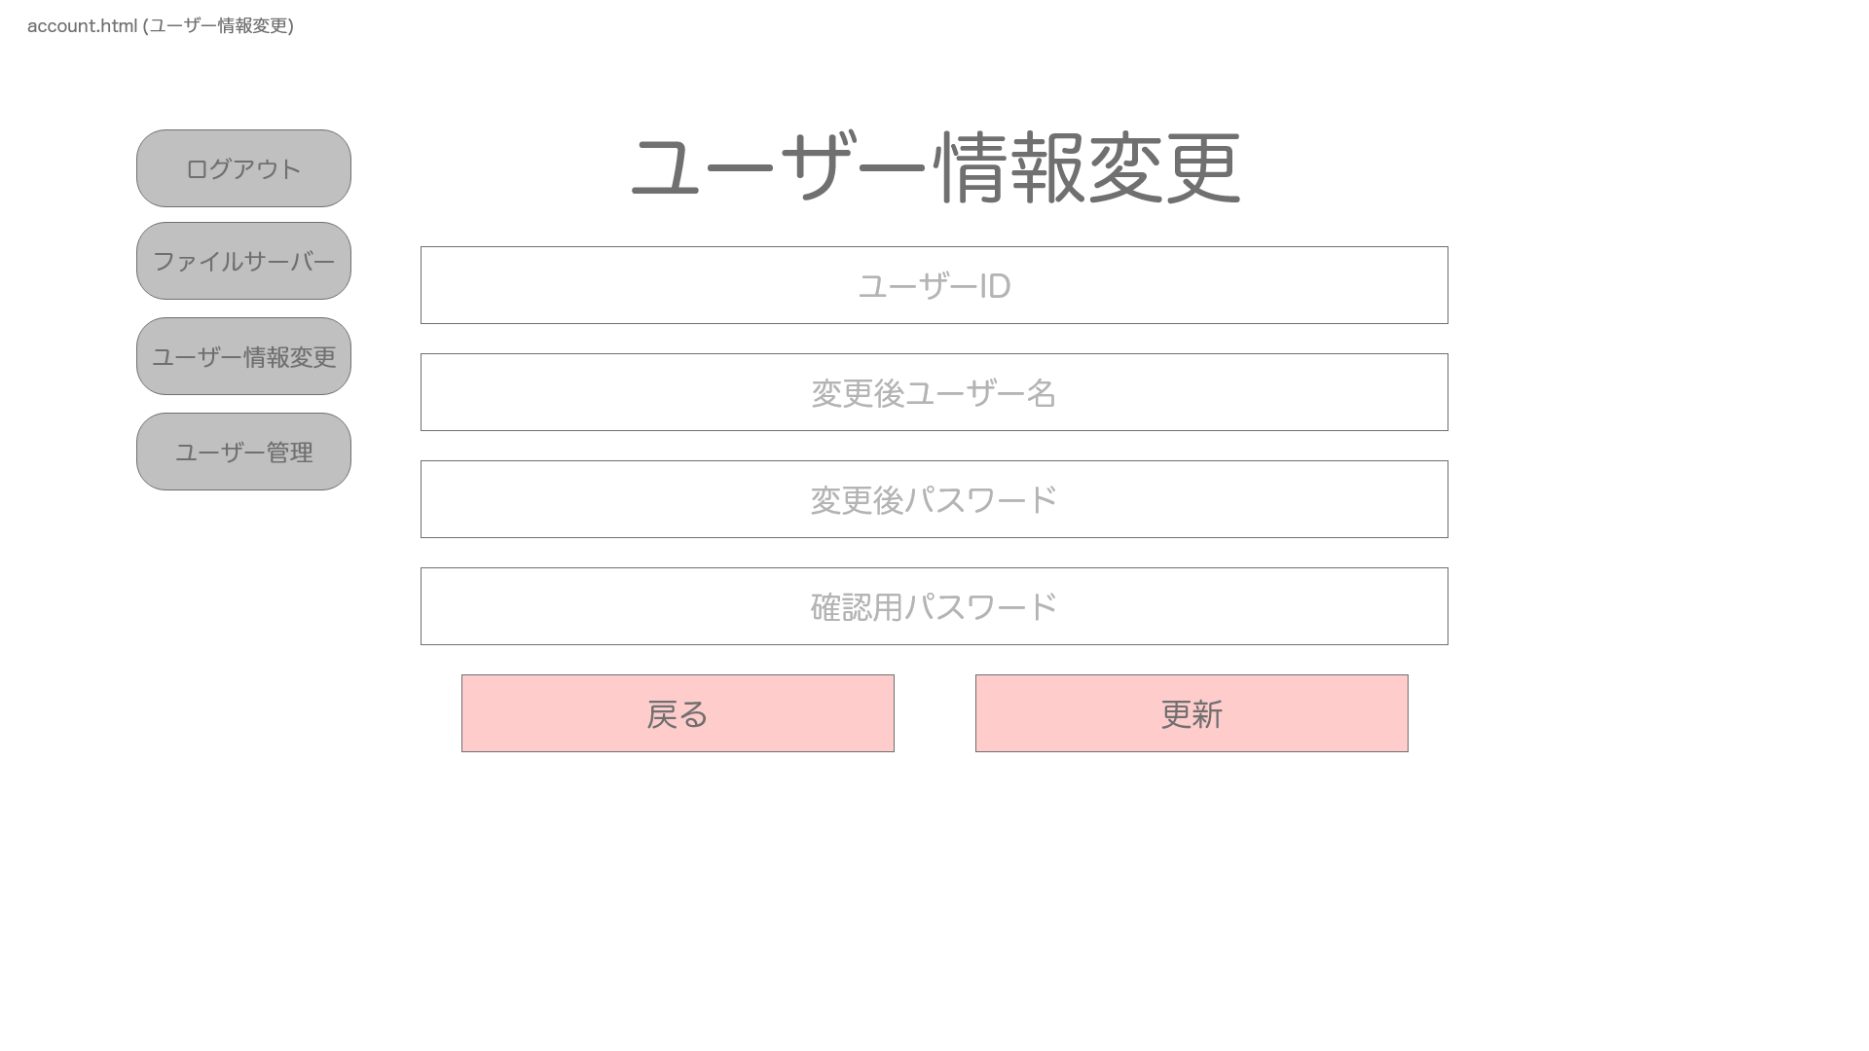 account.html (ユーザー情報変更)
ログアウト
ファイルサーバー
ユーザー情報変更
ユーザー管理
ユーザー情報変更
ユーザーID
変更後ユーザー名
変更後パスワード
確認用パスワード
戻る
更新